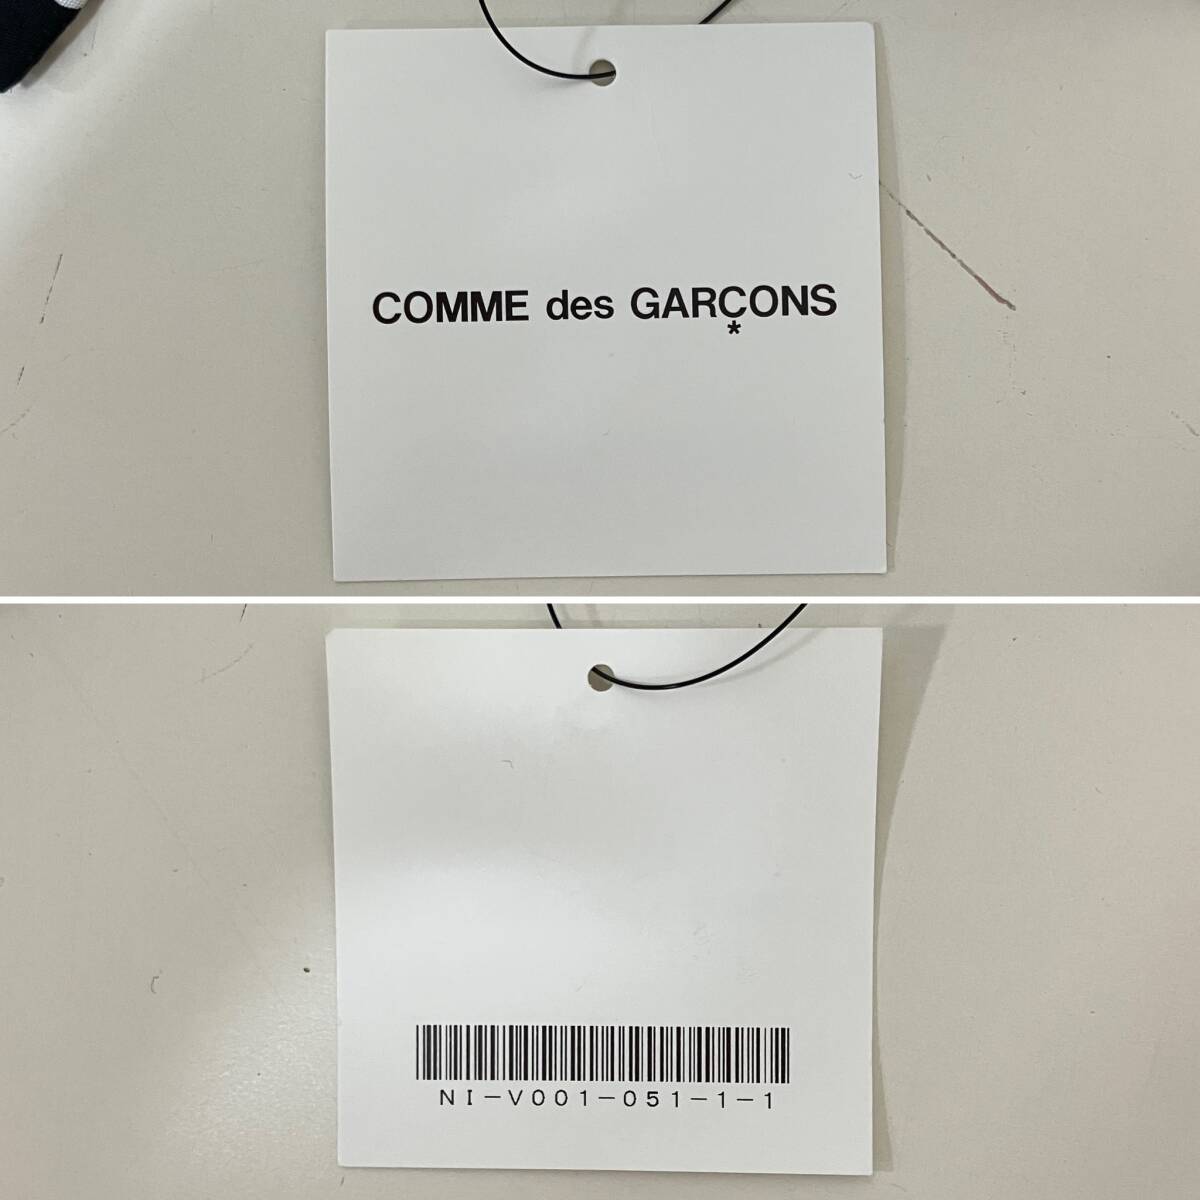 COMME des GARÇONS
*
NI-V001-051-1-1